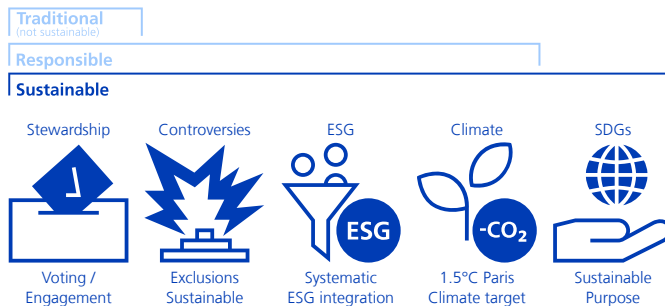 Traditional
(not sustainable)
Responsible
Sustainable
Stewardship
Controversies
ESG
Climate
SDGs
ESG
-CO₂
Voting /
Engagement
Exclusions
Sustainable
Systematic
ESG integration
1.5°C Paris
Climate target
Sustainable
Purpose